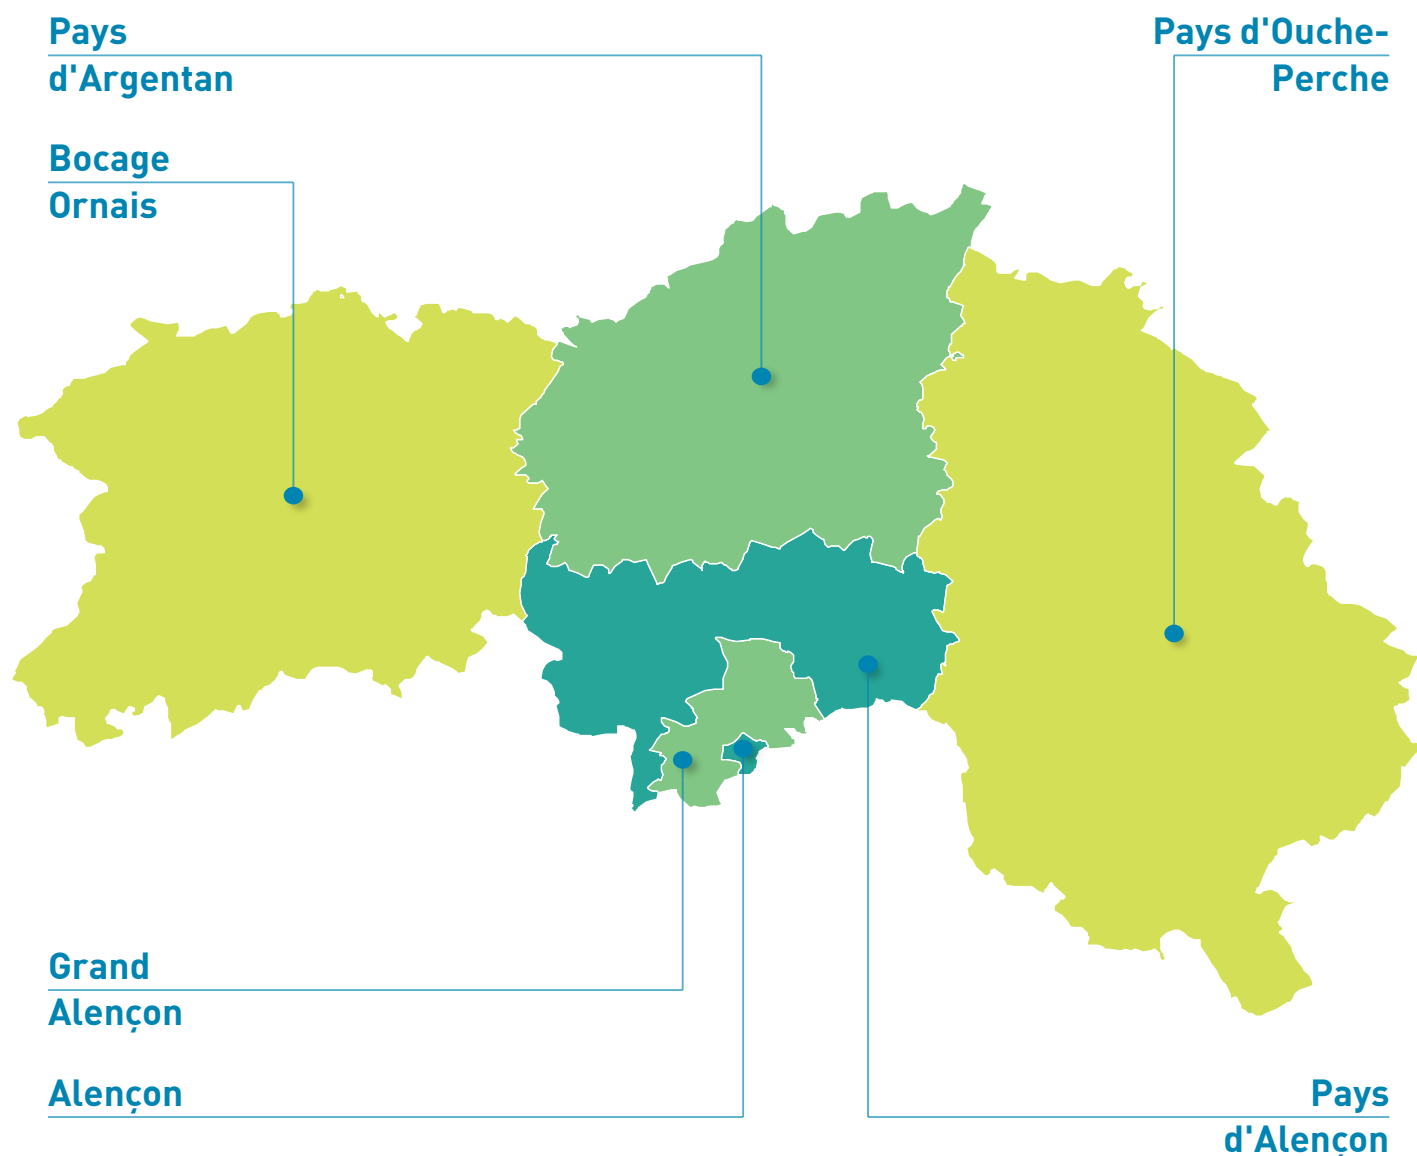 Pays
d'Argentan
Pays d'Ouche-
Perche
Bocage
Ornais
Grand
Alençon
Alençon
Pays
d'Alençon